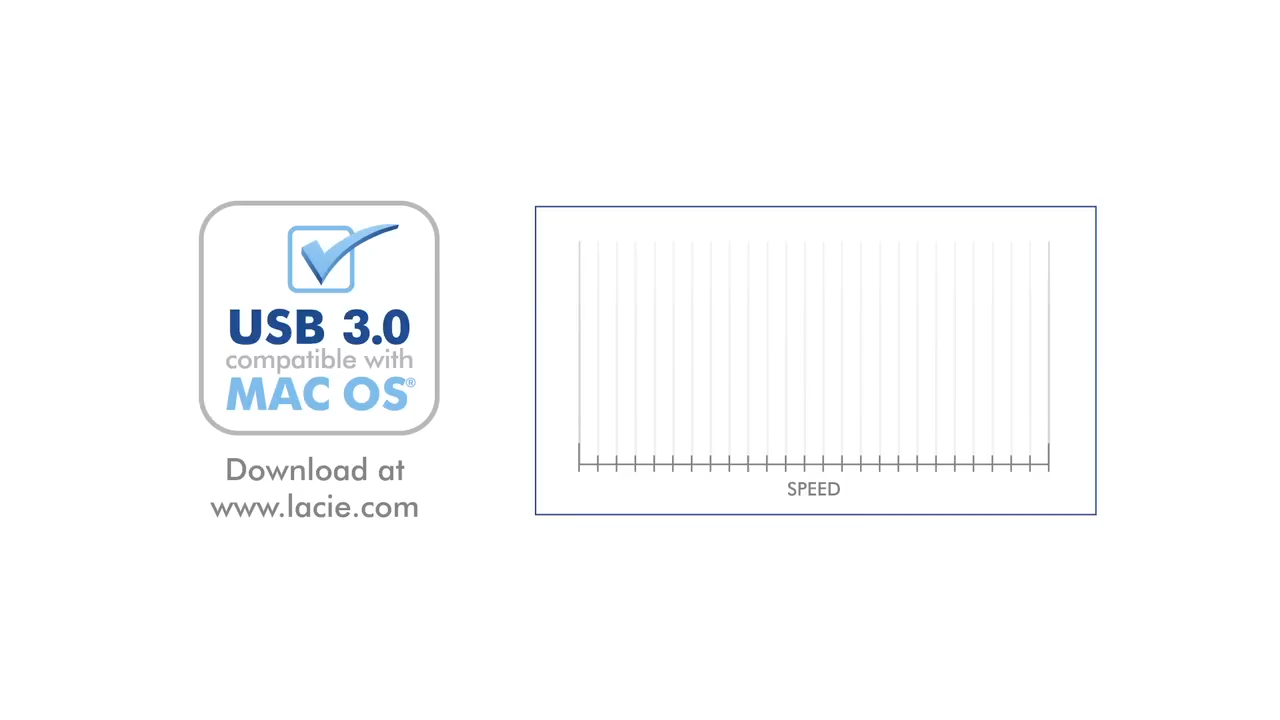 USB 3.0
compatible with
MAC OS®
Download at
www.lacie.com
SPEED